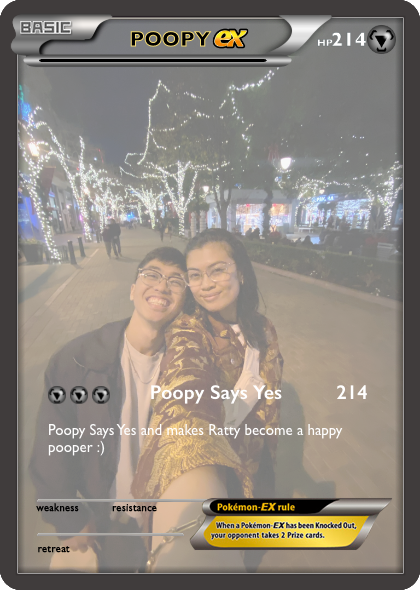 BASIC
POOPY EX
HP214
Poopy Says Yes 214
Poopy Says Yes and makes Ratty become a happy
pooper :)
weakness resistance
retreat
Pokémon-EX rule
When a Pokémon-EX has been Knocked Out,
your opponent takes 2 Prize cards.